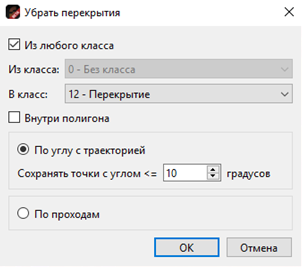 Убрать перекрытия
Из любого класса
Из класса: 0 - Без класса
В класс: 12 - Перекрытие
Внутри полигона
По углу с траекторией
Сохранять точки с углом <= 10 градусов
По проходам
OK Отмена